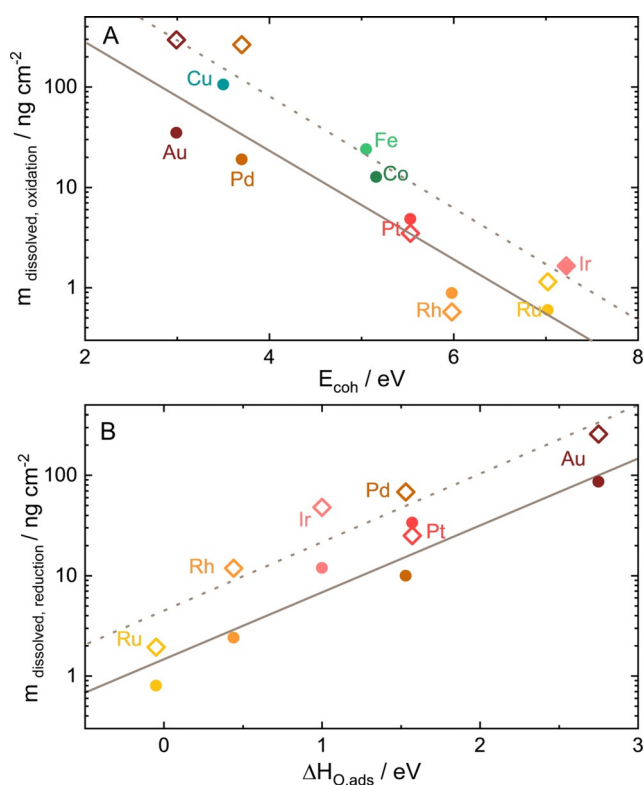 A
m dissolved, oxidation / ng cm⁻²
100
10
1
Cu
Au
Pd
Fe
Co
Pt
Rh
Ru
Ir
2
4
6
8
E_coh / eV
B
m dissolved, reduction / ng cm⁻²
100
10
1
Au
Pd
Ir
Pt
Rh
Ru
0
1
2
3
ΔH_O,ads / eV